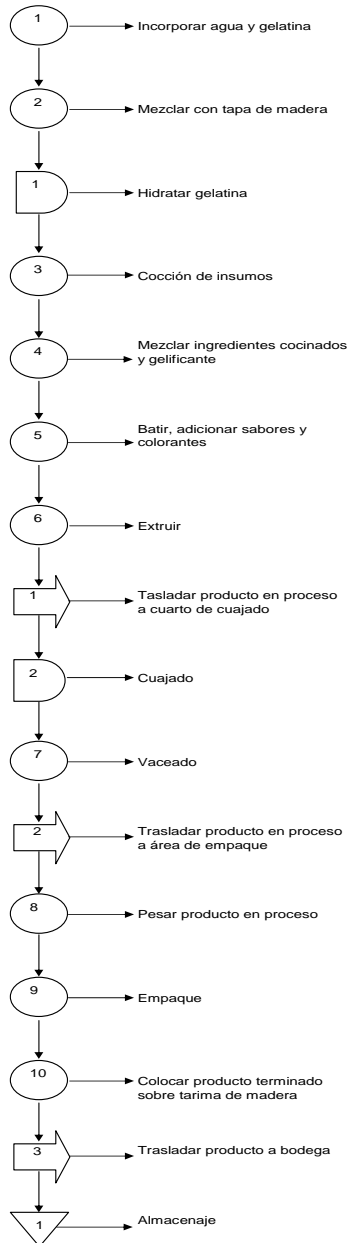 1
Incorporar agua y gelatina
2
Mezclar con tapa de madera
1
Hidratar gelatina
3
Cocción de insumos
4
Mezclar ingredientes cocinados
y gelificante
5
Batir, adicionar sabores y
colorantes
6
Extruir
1
Tasladar producto en proceso
a cuarto de cuajado
2
Cuajado
7
Vaceado
2
Trasladar producto en proceso
a área de empaque
8
Pesar producto en proceso
9
Empaque
10
Colocar producto terminado
sobre tarima de madera
3
Trasladar producto a bodega
1
Almacenaje